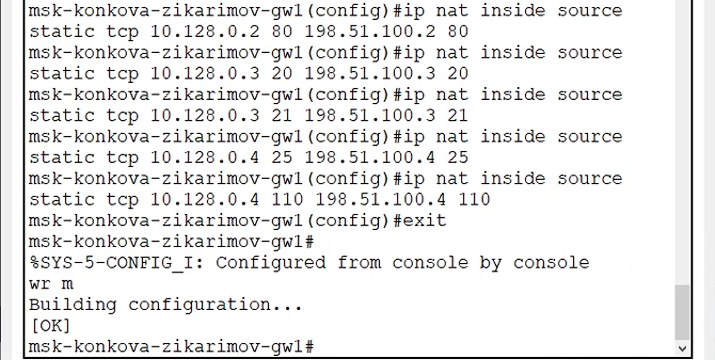 msk-konkova-zikarimov-gw1(config)#ip nat inside source
static tcp 10.128.0.2 80 198.51.100.2 80
msk-konkova-zikarimov-gw1(config)#ip nat inside source
static tcp 10.128.0.3 20 198.51.100.3 20
msk-konkova-zikarimov-gw1(config)#ip nat inside source
static tcp 10.128.0.3 21 198.51.100.3 21
msk-konkova-zikarimov-gw1(config)#ip nat inside source
static tcp 10.128.0.4 25 198.51.100.4 25
msk-konkova-zikarimov-gw1(config)#ip nat inside source
static tcp 10.128.0.4 110 198.51.100.4 110
msk-konkova-zikarimov-gw1(config)#exit
msk-konkova-zikarimov-gw1#
%SYS-5-CONFIG_I: Configured from console by console
wr m
Building configuration...
[OK]
msk-konkova-zikarimov-gw1#